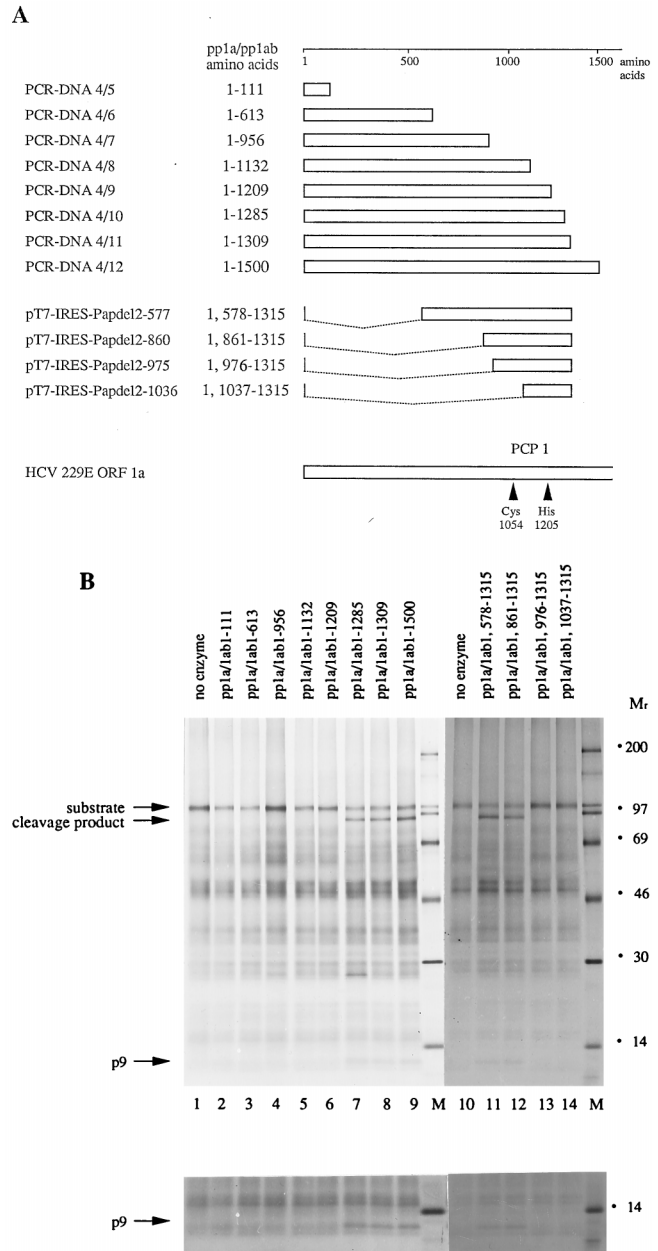 A
pp1a/pp1ab
amino acids
1 500 1000 1500 amino
acids
PCR-DNA 4/5 1-111
PCR-DNA 4/6 1-613
PCR-DNA 4/7 1-956
PCR-DNA 4/8 1-1132
PCR-DNA 4/9 1-1209
PCR-DNA 4/10 1-1285
PCR-DNA 4/11 1-1309
PCR-DNA 4/12 1-1500
pT7-IRES-Papdel2-577 1, 578-1315
pT7-IRES-Papdel2-860 1, 861-1315
pT7-IRES-Papdel2-975 1, 976-1315
pT7-IRES-Papdel2-1036 1, 1037-1315
PCP 1
HCV 229E ORF 1a
Cys His
1054 1205
B
no enzyme
pp1a/1ab1-111
pp1a/1ab1-613
pp1a/1ab1-956
pp1a/1ab1-1132
pp1a/1ab1-1209
pp1a/1ab1-1285
pp1a/1ab1-1309
pp1a/1ab1-1500
no enzyme
pp1a/1ab1, 578-1315
pp1a/1ab1, 861-1315
pp1a/1ab1, 976-1315
pp1a/1ab1, 1037-1315
Mr
• 200
substrate • 97
cleavage product
• 69
• 46
• 30
• 14
p9
1 2 3 4 5 6 7 8 9 M 10 11 12 13 14 M
• 14
p9